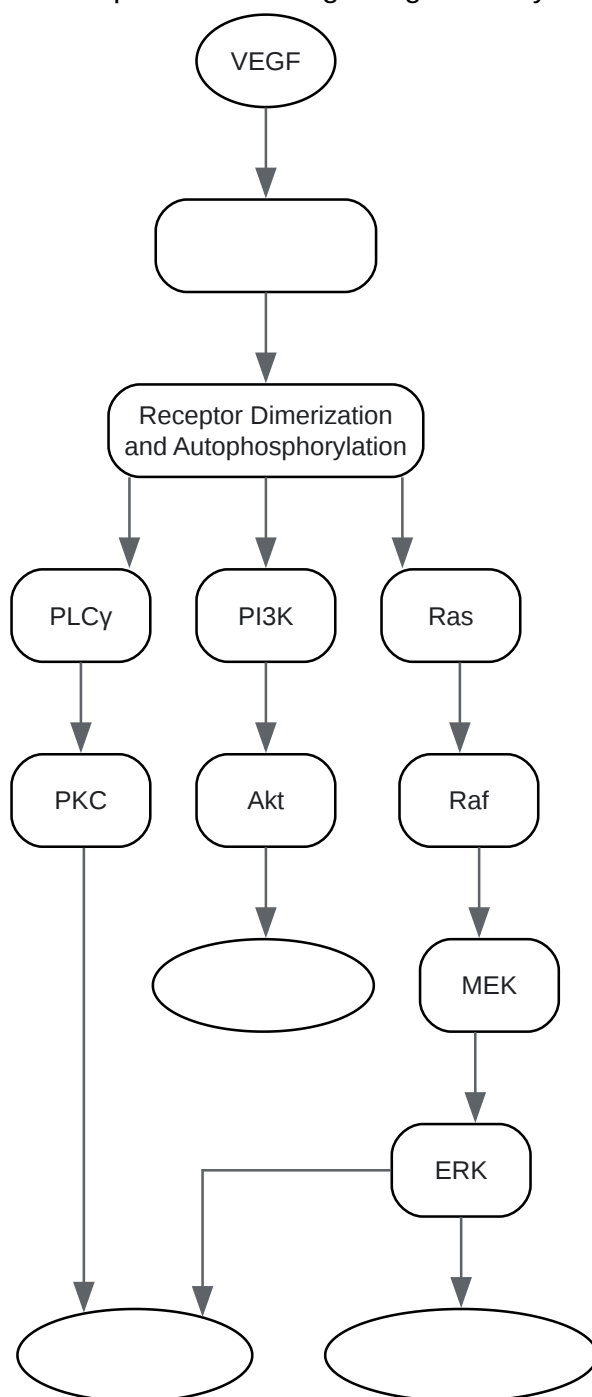 VEGF
Receptor Dimerization
and Autophosphorylation
PLCγ
PI3K
Ras
PKC
Akt
Raf
MEK
ERK